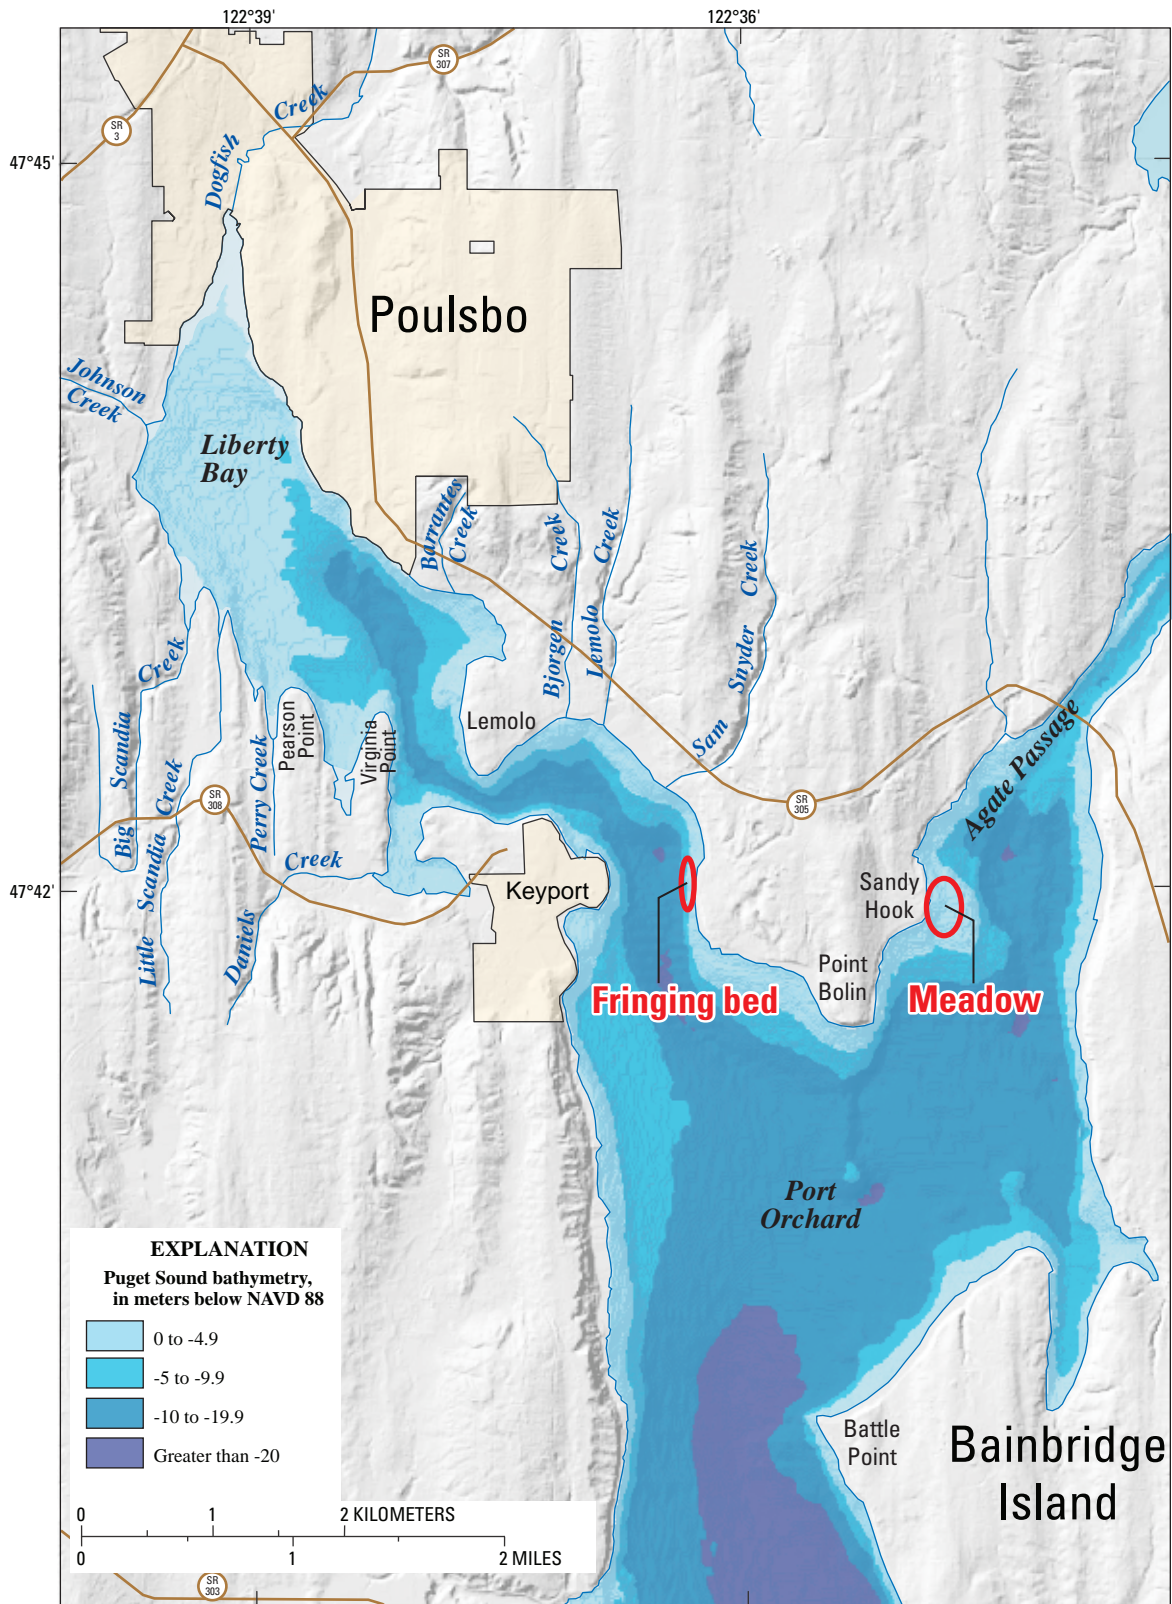 122°39'
122°36'
SR
307
SR
3
Dogfish
Creek
47°45'
Poulsbo
Johnson
Creek
Liberty
Bay
Barrantes
Creek
Bjorgen
Creek
Lemolo
Creek
Sam
Snyder
Creek
Agate Passage
Big
Scandia
Creek
Little
Scandia
Creek
Perry Creek
Pearson
Point
Virginia
Point
Lemolo
SR
308
SR
305
Daniels
Creek
47°42'
Keyport
Sandy
Hook
Point
Bolin
Fringing bed
Meadow
Port
Orchard
EXPLANATION
Puget Sound bathymetry,
in meters below NAVD 88
0 to -4.9
-5 to -9.9
-10 to -19.9
Greater than -20
Battle
Point
Bainbridge
Island
0 1 2 KILOMETERS
0 1 2 MILES
SR
303